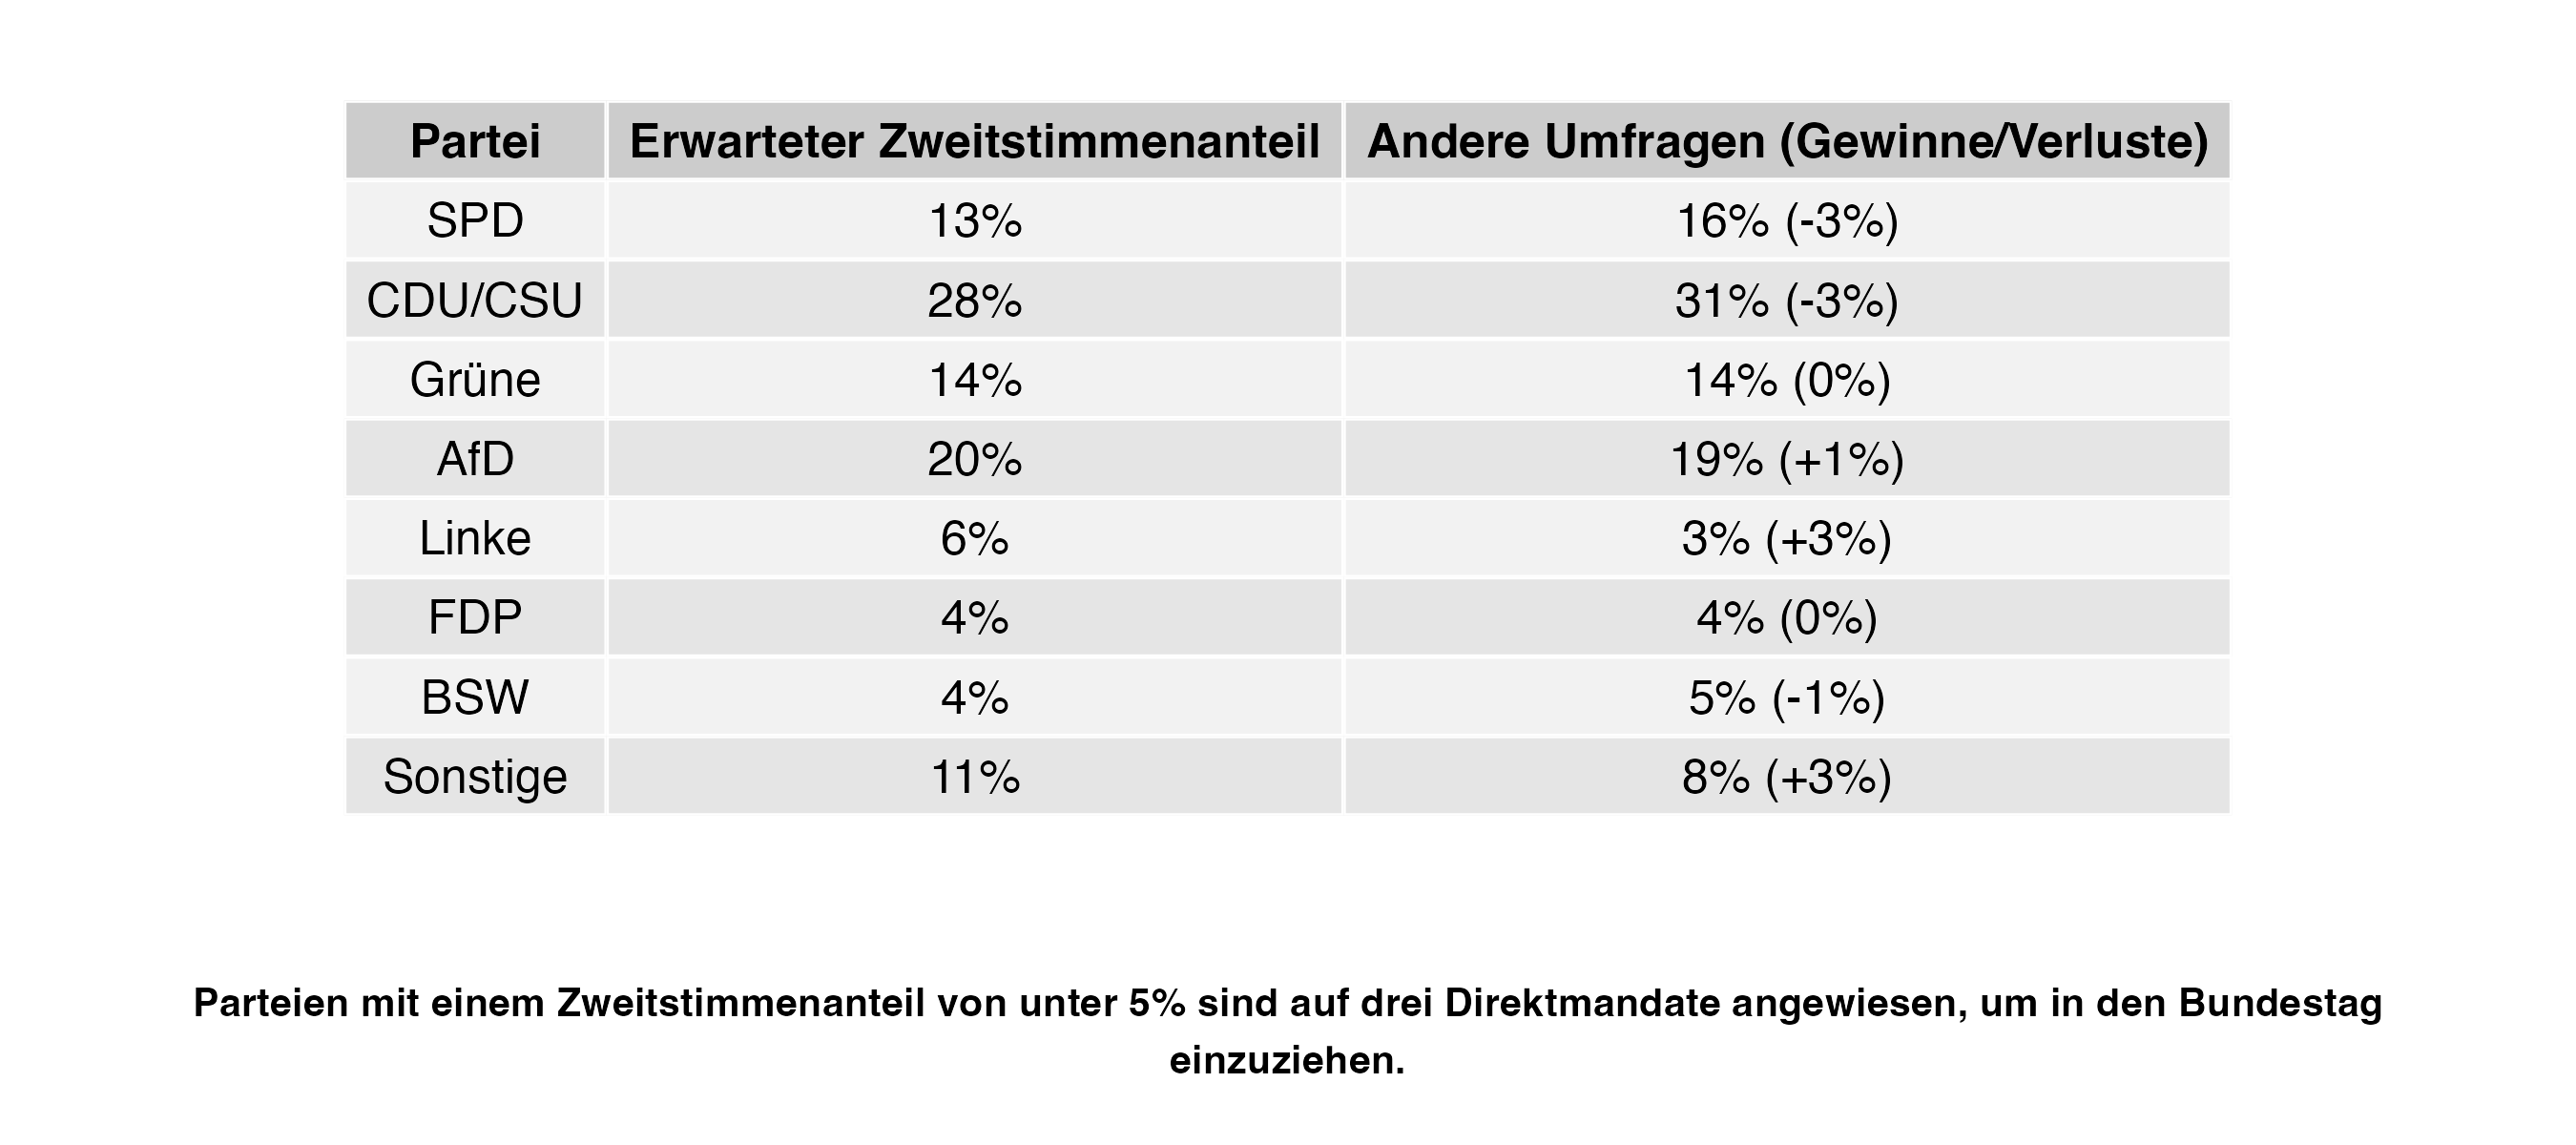 Partei Erwarteter Zweitstimmenanteil Andere Umfragen (Gewinne/Verluste)
SPD 13% 16% (-3%)
CDU/CSU 28% 31% (-3%)
Grüne 14% 14% (0%)
AfD 20% 19% (+1%)
Linke 6% 3% (+3%)
FDP 4% 4% (0%)
BSW 4% 5% (-1%)
Sonstige 11% 8% (+3%)
Parteien mit einem Zweitstimmenanteil von unter 5% sind auf drei Direktmandate angewiesen, um in den Bundestag
einzuziehen.